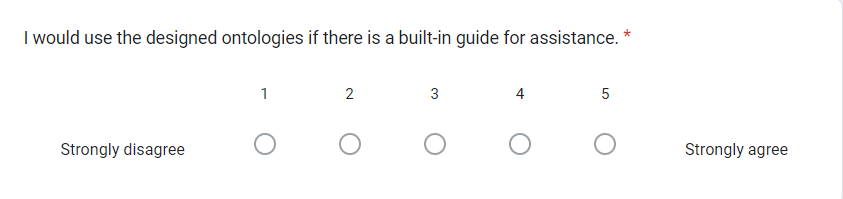 I would use the designed ontologies if there is a built-in guide for assistance. *
1 2 3 4 5
Strongly disagree Strongly agree